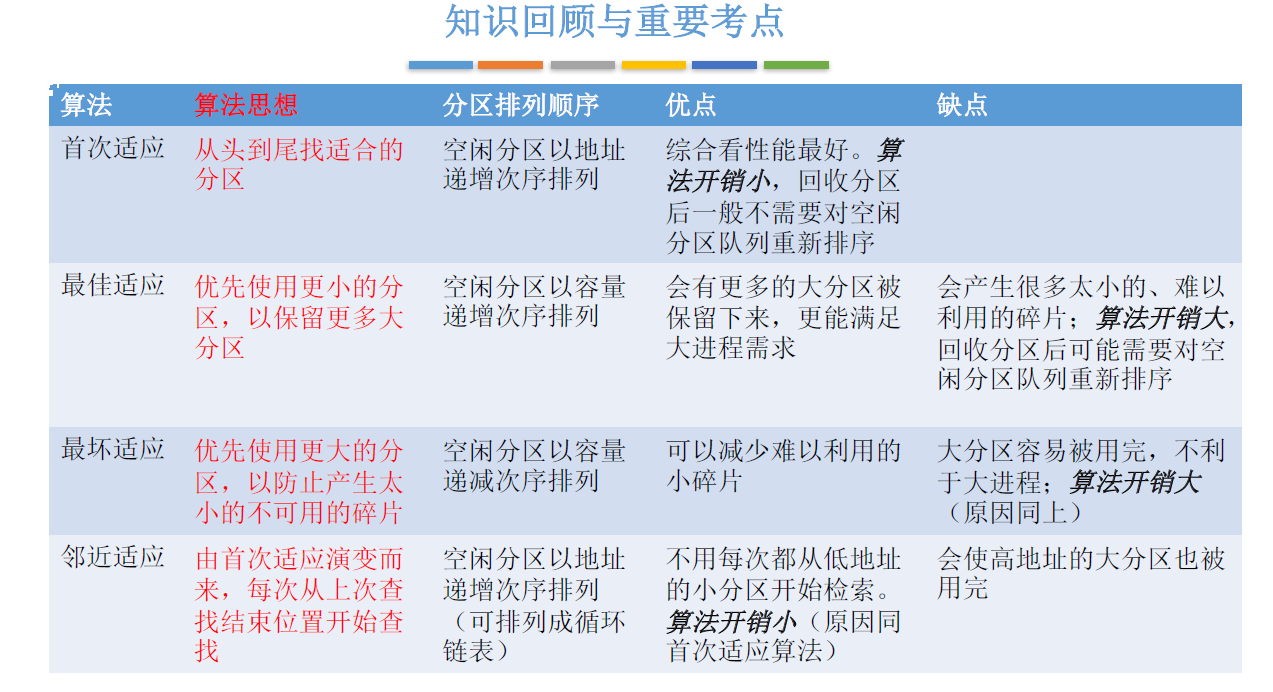 知识回顾与重要考点
算法
算法思想
分区排列顺序
优点
缺点
首次适应
从头到尾找适合的
分区
空闲分区以地址
递增次序排列
综合看性能最好。算
法开销小，回收分区
后一般不需要对空闲
分区队列重新排序
最佳适应
优先使用更小的分
区，以保留更多大
分区
空闲分区以容量
递增次序排列
会有更多的大分区被
保留下来，更能满足
大进程需求
会产生很多太小的、难以
利用的碎片；算法开销大，
回收分区后可能需要对空
闲分区队列重新排序
最坏适应
优先使用更大的分
区，以防止产生太
小的不可用的碎片
空闲分区以容量
递减次序排列
可以减少难以利用的
小碎片
大分区容易被用完，不利
于大进程；算法开销大
（原因同上）
邻近适应
由首次适应演变而
来，每次从上次查
找结束位置开始查
找
空闲分区以地址
递增次序排列
（可排列成循环
链表）
不用每次都从低地址
的小分区开始检索。
算法开销小（原因同
首次适应算法）
会使高地址的大分区也被
用完